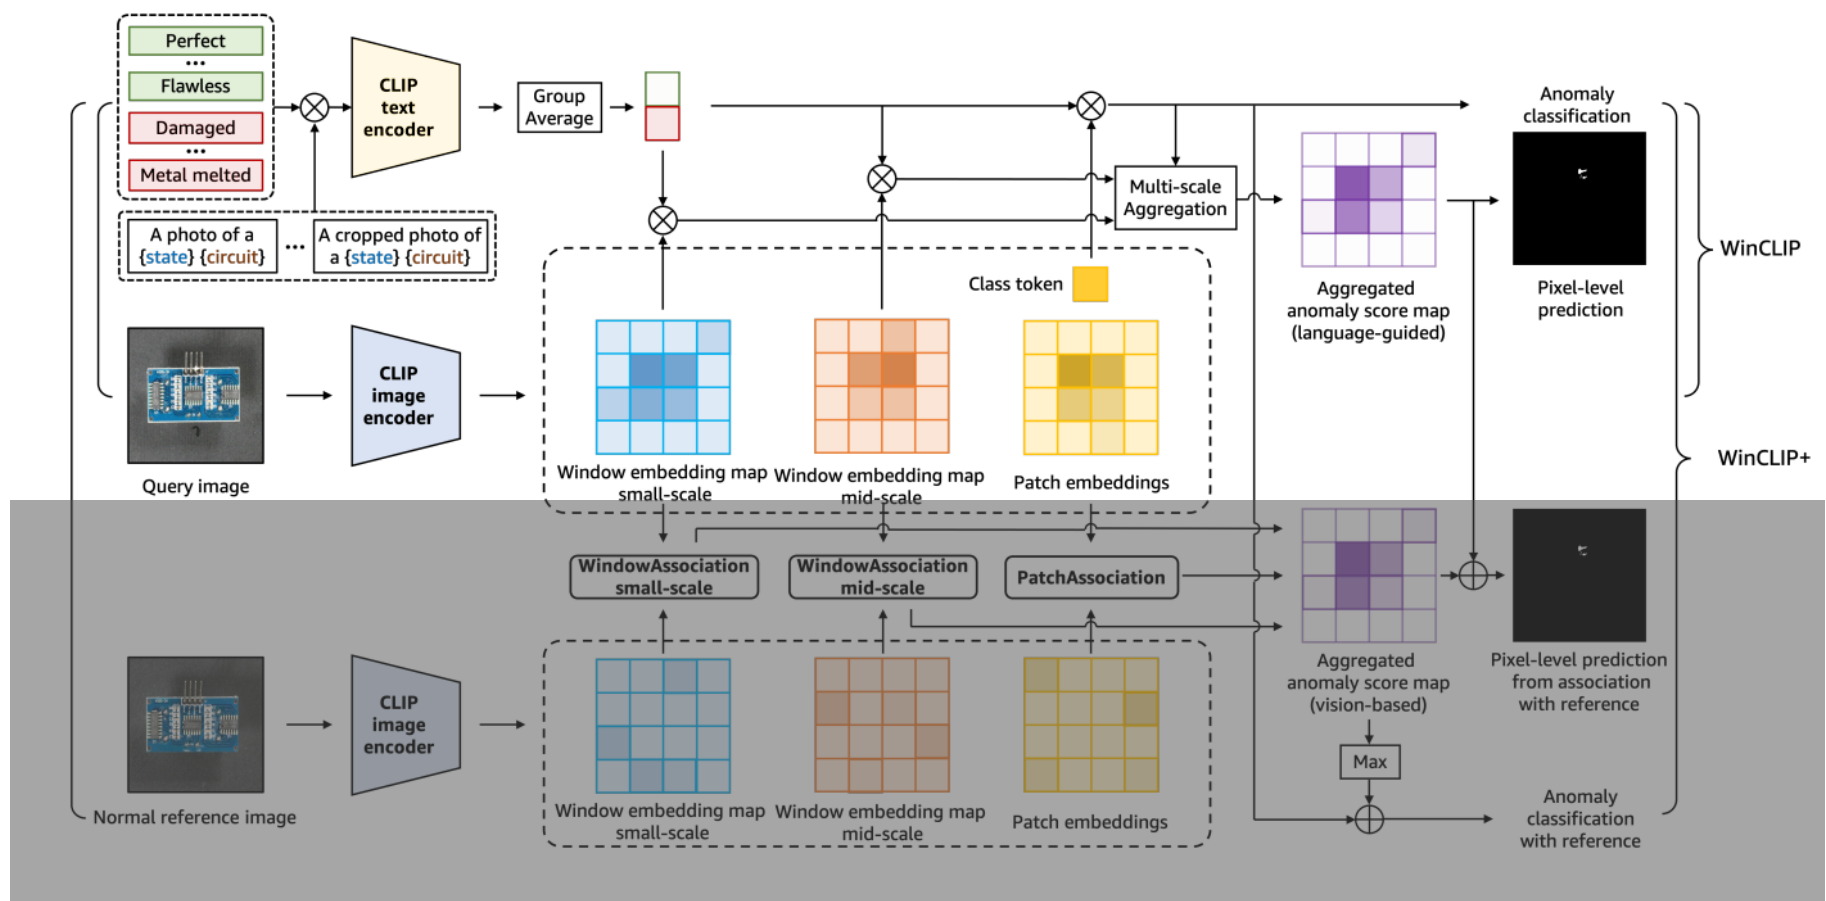 Perfect
...
Flawless
Damaged
...
Metal melted
CLIP
text
encoder
Group
Average
A photo of a
{state} {circuit}
...
A cropped photo of
a {state} {circuit}
Multi-scale
Aggregation
Anomaly
classification
Class token
Aggregated
anomaly score map
(language-guided)
Pixel-level
prediction
WinCLIP
CLIP
image
encoder
Query image
Window embedding map
small-scale
Window embedding map
mid-scale
Patch embeddings
WinCLIP+
WindowAssociation
small-scale
WindowAssociation
mid-scale
PatchAssociation
Aggregated
anomaly score map
(vision-based)
Pixel-level prediction
from association
with reference
CLIP
image
encoder
Normal reference image
Window embedding map
small-scale
Window embedding map
mid-scale
Patch embeddings
Max
Anomaly
classification
with reference